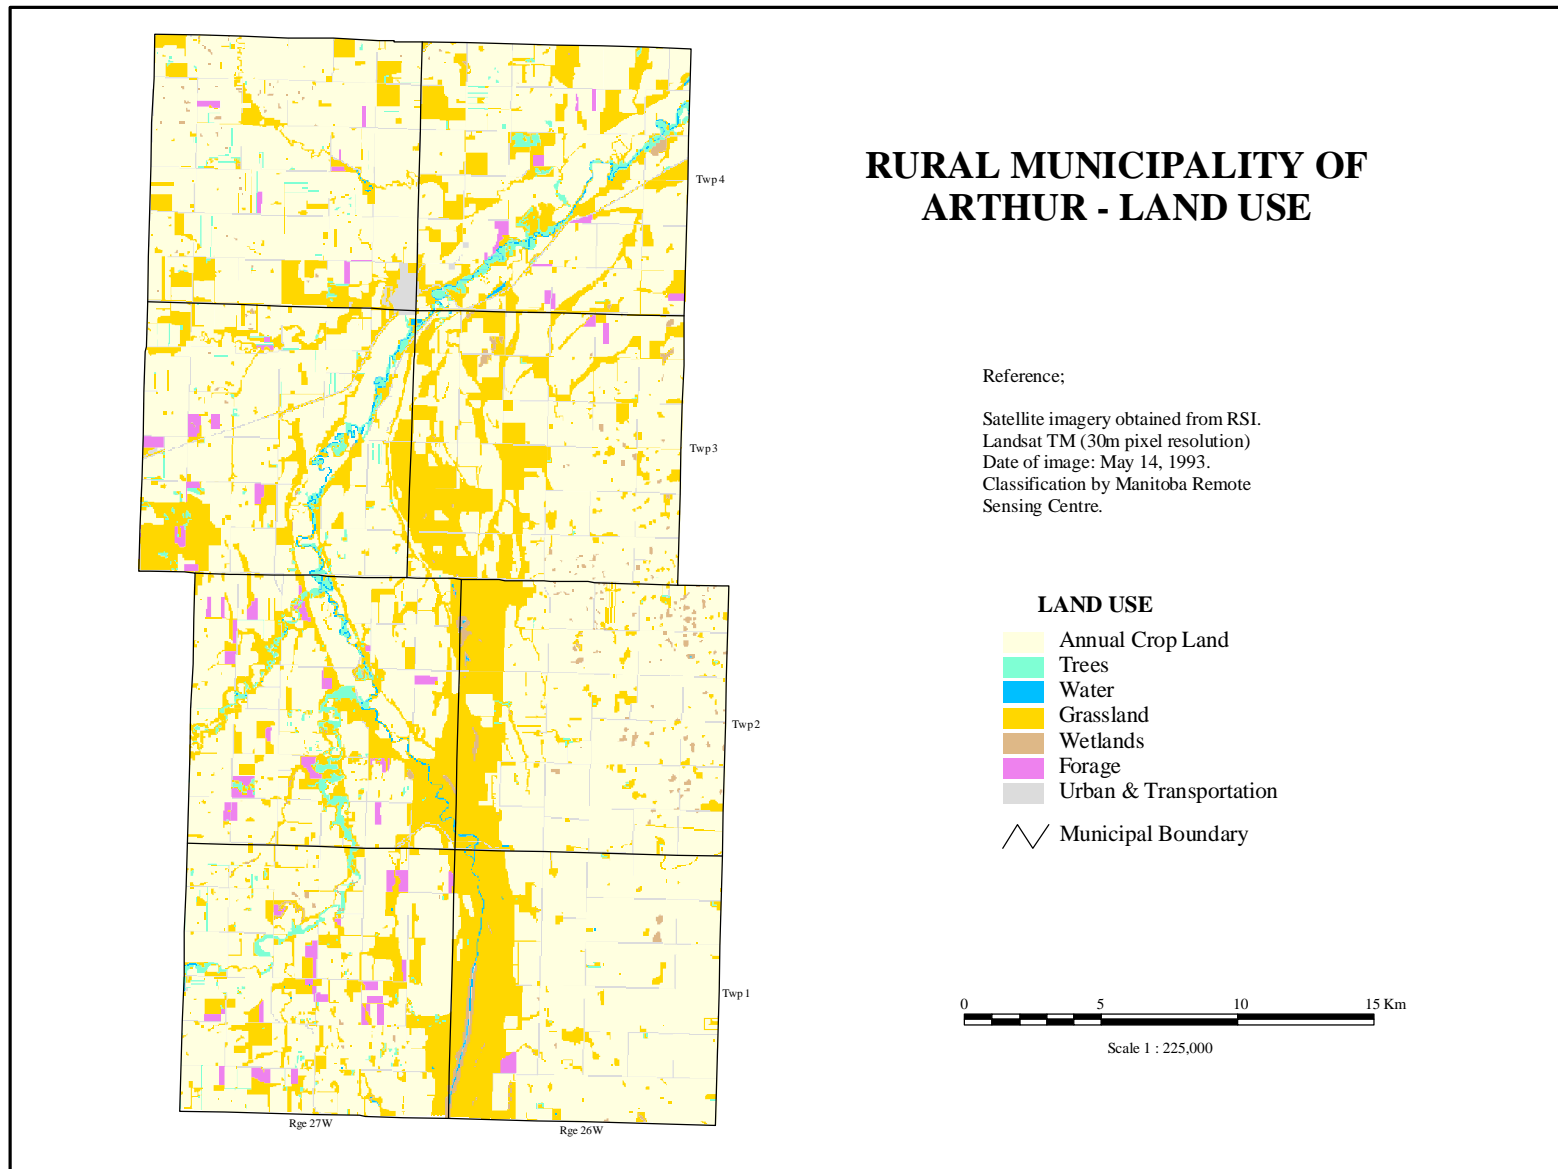 RURAL MUNICIPALITY OF
ARTHUR - LAND USE
Twp 4
Reference;
Satellite imagery obtained from RSI.
Landsat TM (30m pixel resolution)
Date of image: May 14, 1993.
Classification by Manitoba Remote
Sensing Centre.
Twp 3
LAND USE
Annual Crop Land
Trees
Water
Grassland
Wetlands
Forage
Urban & Transportation
Municipal Boundary
Twp 2
Twp 1
0 5 10 15 Km
Scale 1 : 225,000
Rge 27W
Rge 26W